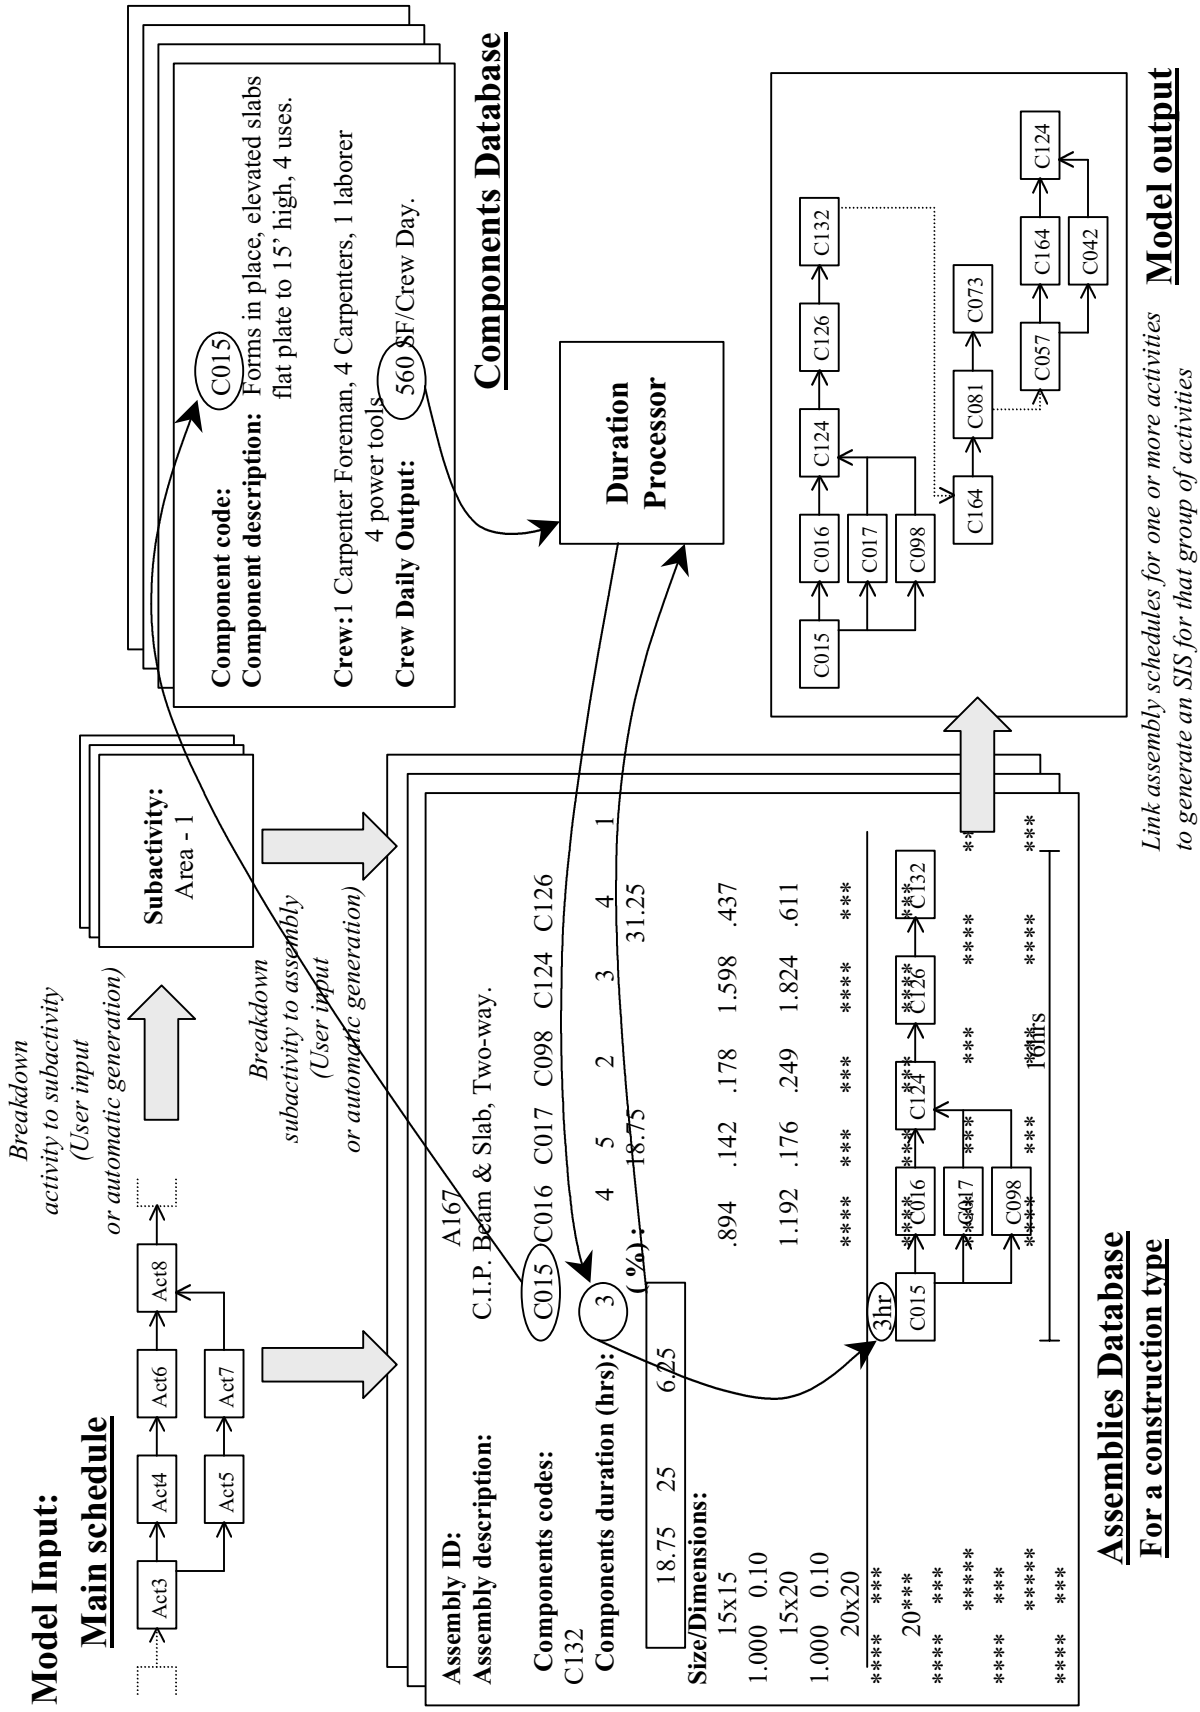 Model Input:
Main schedule
Act3
Act4
Act6
Act8
Act5
Act7
Breakdown
activity to subactivity
(User input
or automatic generation)
Subactivity:
Area - 1
Breakdown
subactivity to assembly
(User input
or automatic generation)
Component code: C015
Component description: Forms in place, elevated slabs
flat plate to 15' high, 4 uses.
Crew:1 Carpenter Foreman, 4 Carpenters, 1 laborer
4 power tools
Crew Daily Output: 560 SF/Crew Day.
Components Database
Assembly ID: A167
Assembly description: C.I.P. Beam & Slab, Two-way.
Components codes: C015 C016 C017 C098 C124 C126
C132
Components duration (hrs): 3 4 5 2 3 4 1
(%) : 18.75 31.25
18.75 25 6.25
Size/Dimensions:
15x15 .894 .142 .178 1.598 .437
1.000 0.10
15x20 1.192 .176 .249 1.824 .611
1.000 0.10
20x20 **** *** *** **** ***
**** ***
20***
**** ***
*****
**** ***
*****
**** ***
3hr
C015
C016
C124
C126
C132
C017
C098
16hrs
Assemblies Database
For a construction type
Duration
Processor
C015
C016
C124
C126
C132
C017
C098
C164
C081
C073
C057
C164
C124
C042
Model output
Link assembly schedules for one or more activities
to generate an SIS for that group of activities